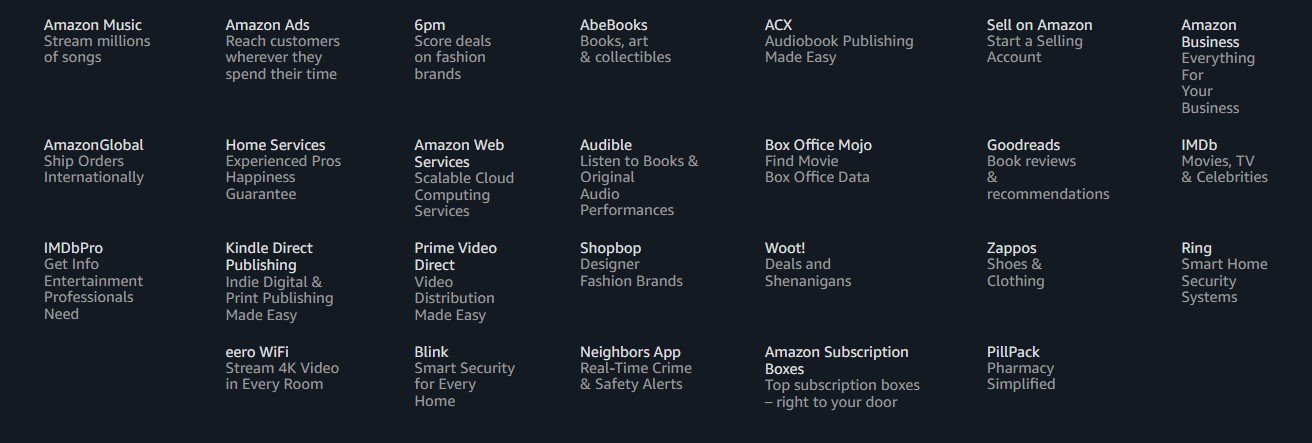 Amazon Music
Stream millions
of songs
Amazon Ads
Reach customers
wherever they
spend their time
6pm
Score deals
on fashion
brands
AbeBooks
Books, art
& collectibles
ACX
Audiobook Publishing
Made Easy
Sell on Amazon
Start a Selling
Account
Amazon
Business
Everything
For
Your
Business
AmazonGlobal
Ship Orders
Internationally
Home Services
Experienced Pros
Happiness
Guarantee
Amazon Web
Services
Scalable Cloud
Computing
Services
Audible
Listen to Books &
Original
Audio
Performances
Box Office Mojo
Find Movie
Box Office Data
Goodreads
Book reviews
&
recommendations
IMDb
Movies, TV
& Celebrities
IMDbPro
Get Info
Entertainment
Professionals
Need
Kindle Direct
Publishing
Indie Digital &
Print Publishing
Made Easy
Prime Video
Direct
Video
Distribution
Made Easy
Shopbop
Designer
Fashion Brands
Woot!
Deals and
Shenanigans
Zappos
Shoes &
Clothing
Ring
Smart Home
Security
Systems
eero WiFi
Stream 4K Video
in Every Room
Blink
Smart Security
for Every
Home
Neighbors App
Real-Time Crime
& Safety Alerts
Amazon Subscription
Boxes
Top subscription boxes
– right to your door
PillPack
Pharmacy
Simplified